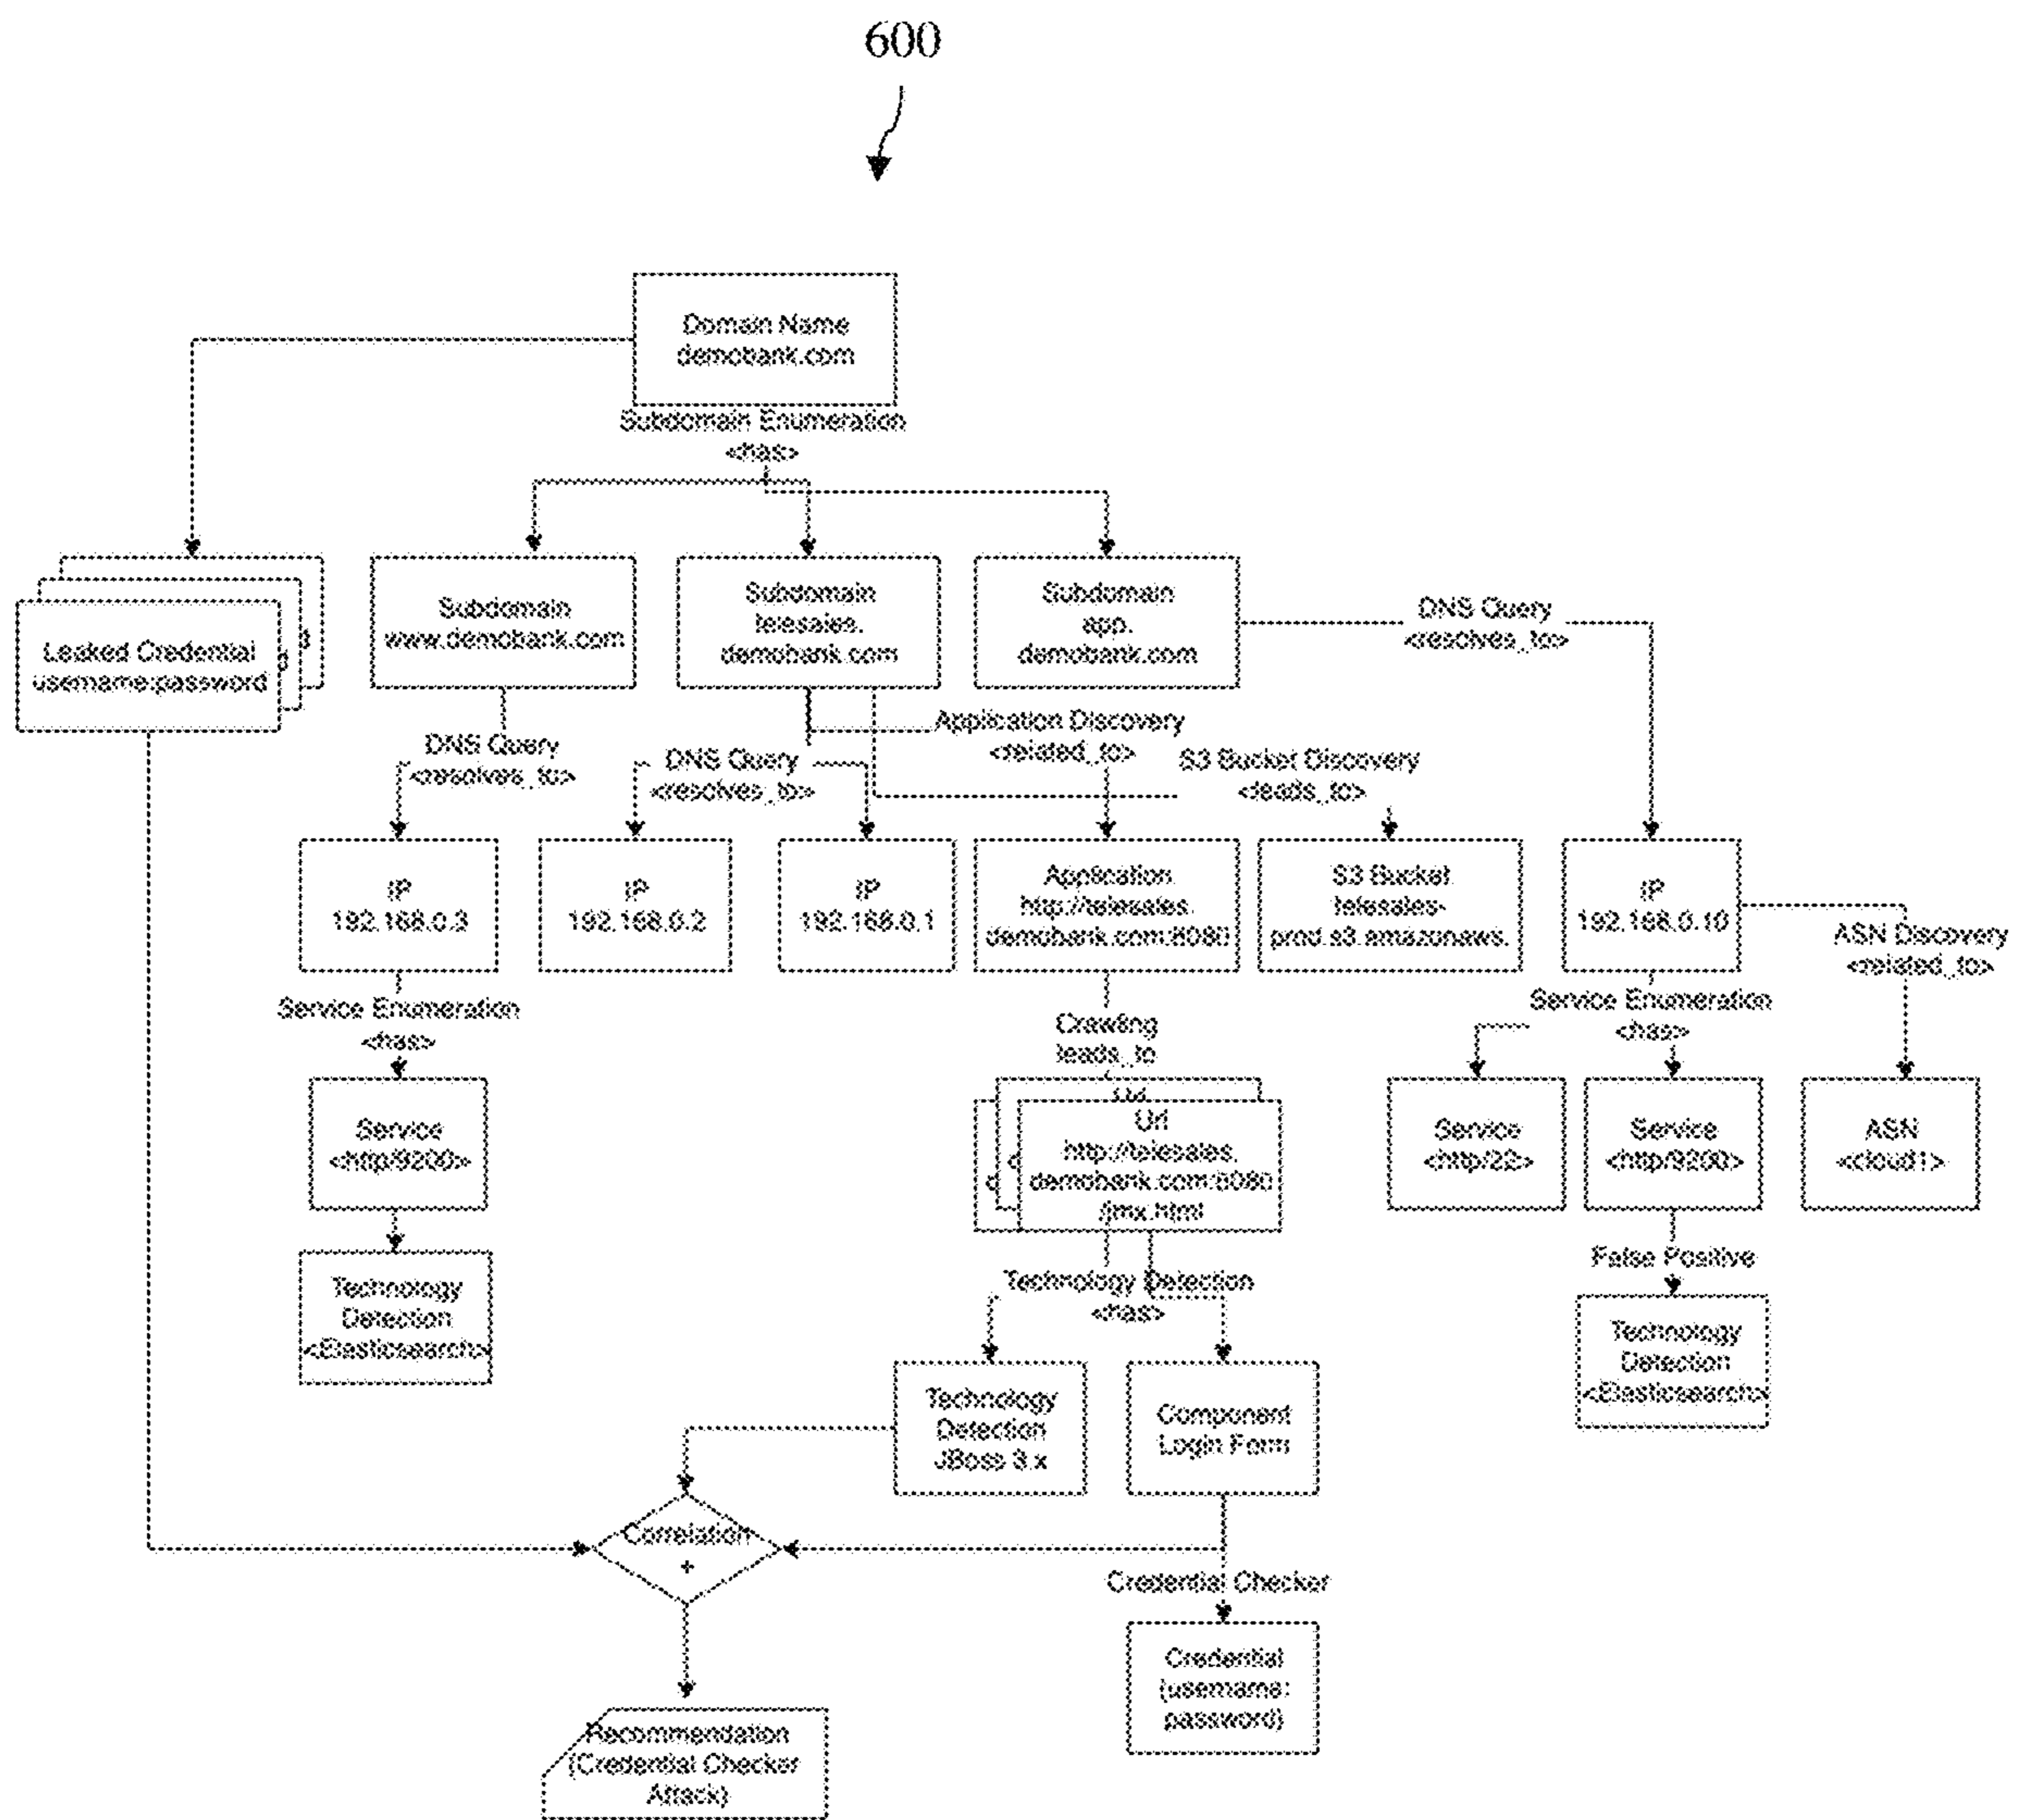 600
Domain Name
demobank.com
Subdomain Enumeration
<has>
Leaked Credential
username:password
Subdomain
www.demobank.com
Subdomain
telesales.
demobank.com
Subdomain
app.
demobank.com
DNS Query
<resolves_to>
DNS Query
<resolves_to>
DNS Query
<resolves_to>
Application Discovery
<related_to>
S3 Bucket Discovery
<leads_to>
IP
192.168.0.3
IP
192.168.0.2
IP
192.168.0.1
Application
http://telesales.
demobank.com:8080
S3 Bucket
telesales-
prod.s3.amazonaws.
IP
192.168.0.10
ASN Discovery
<related_to>
Service Enumeration
<has>
Crawling
leads_to
Service Enumeration
<has>
Service
<http/9200>
Url
Url
http://telesales.
demobank.com:8080
/jmx.html
Service
<http/22>
Service
<http/9200>
ASN
<cloud1>
Technology
Detection
<Elasticsearch>
Technology Detection
<has>
False Positive
Technology
Detection
<Elasticsearch>
Technology
Detection
JBoss 3.x
Component
Login Form
Correlation
+
Credential Checker
Credential
(username:
password)
Recommendation
(Credential Checker
Attack)